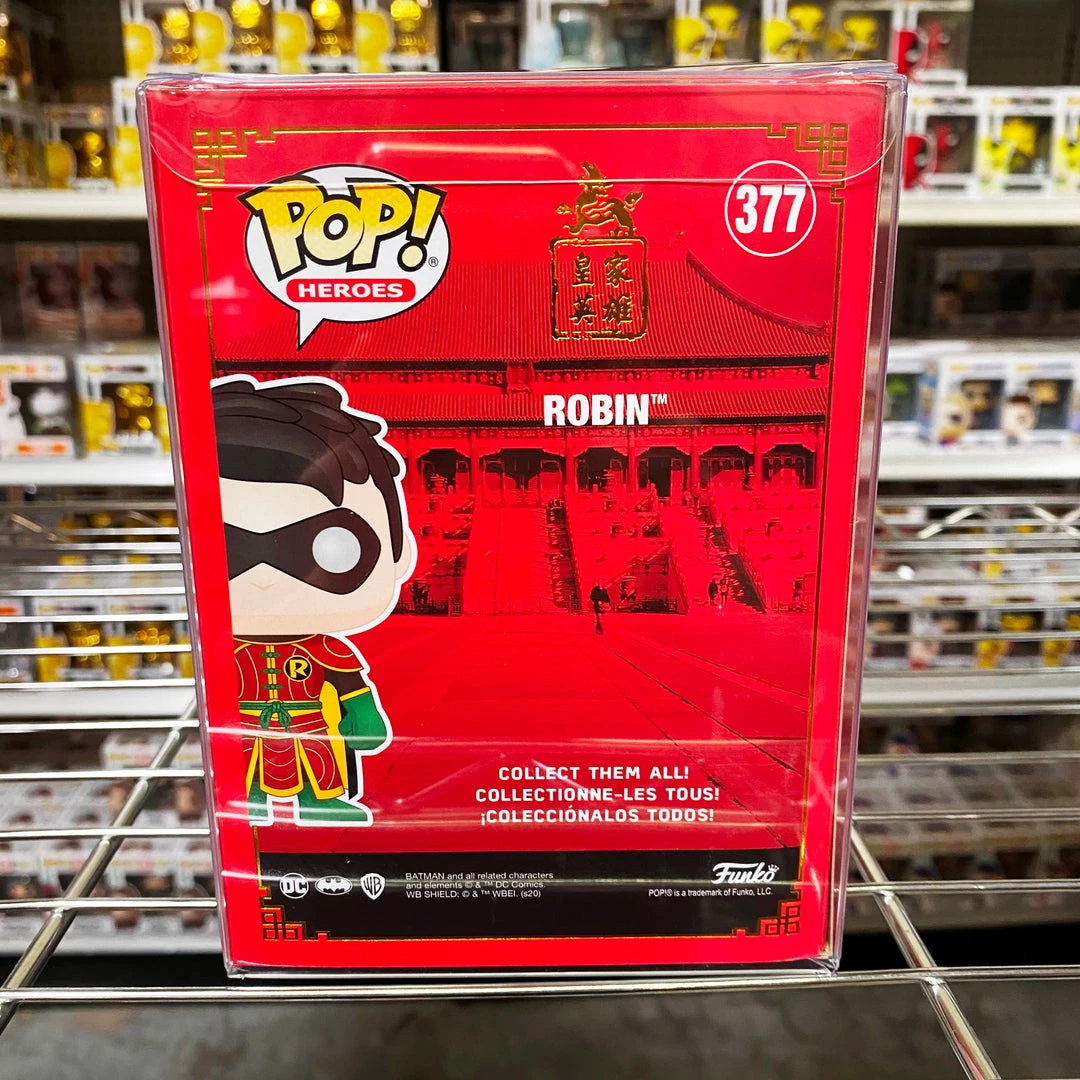 POP!®
HEROES
皇家
英雄
377
ROBIN™
R
COLLECT THEM ALL!
COLLECTIONNE-LES TOUS!
¡COLECCIÓNALOS TODOS!
DC
WB
BATMAN and all related characters
and elements © & ™ DC Comics.
WB SHIELD: © & ™ WBEI. (s20)
Funko
POP!® is a trademark of Funko, LLC.